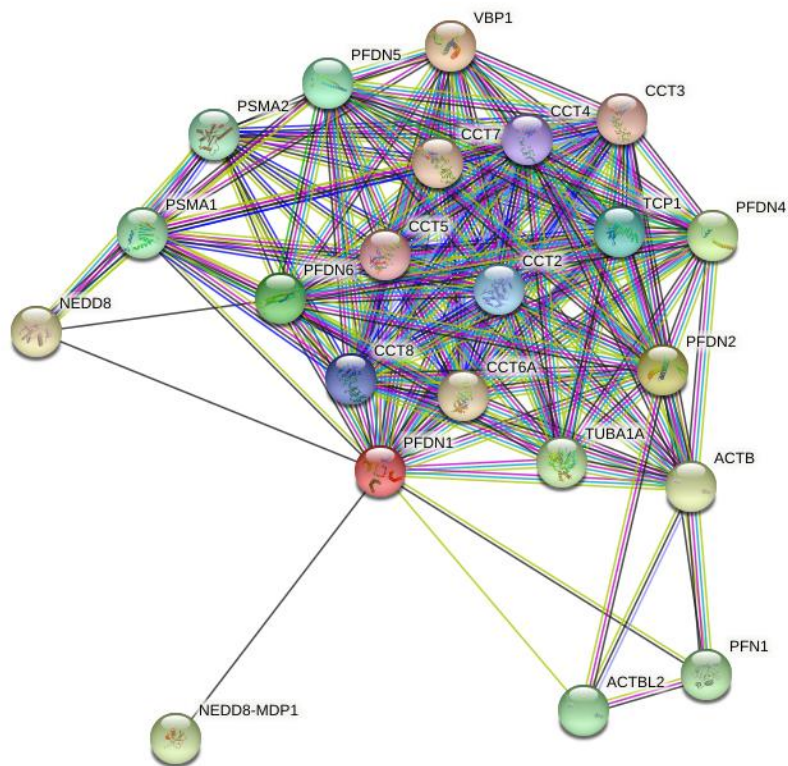 VBP1
PFDN5
CCT3
PSMA2
CCT4
CCT7
PSMA1
TCP1
PFDN4
CCT5
CCT2
PFDN6
NEDD8
PFDN2
CCT8
CCT6A
TUBA1A
PFDN1
ACTB
PFN1
ACTBL2
NEDD8-MDP1